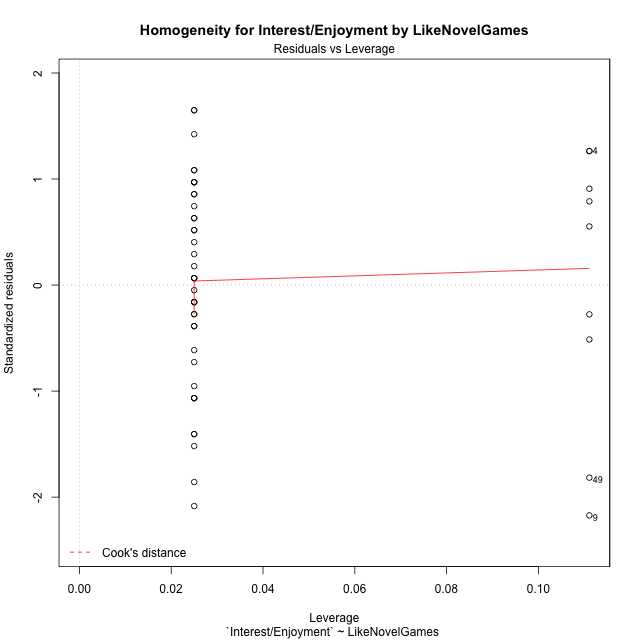 Homogeneity for Interest/Enjoyment by LikeNovelGames
Residuals vs Leverage
2
1
0
-1
-2
Standardized residuals
4
49
9
Cook's distance
0.00 0.02 0.04 0.06 0.08 0.10
Leverage
`Interest/Enjoyment` ~ LikeNovelGames